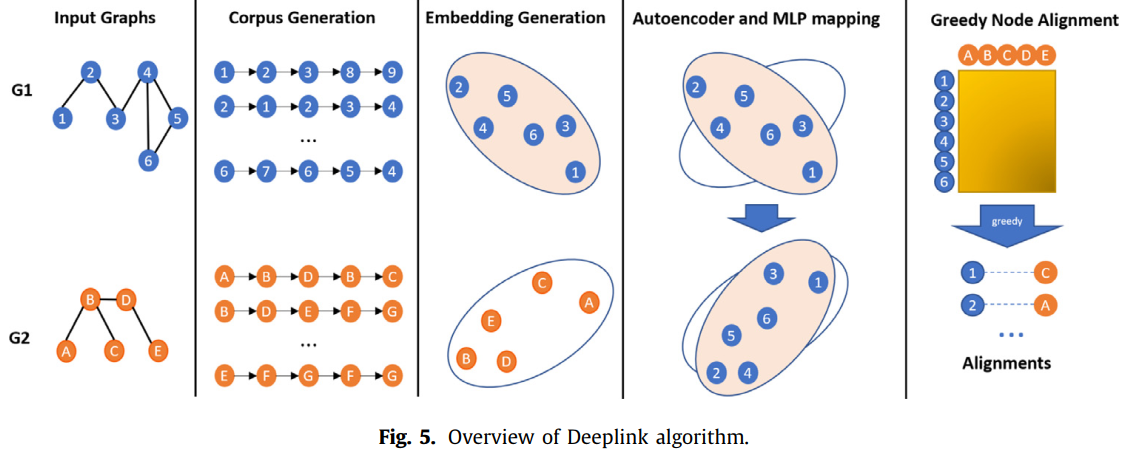 Input Graphs
Corpus Generation
Embedding Generation
Autoencoder and MLP mapping
Greedy Node Alignment
G1
2 4
1 3 5
6
1 2 3 8 9
2 1 2 3 4
...
6 7 6 5 4
2
5
4 6 3
1
2
5
4 6 3
1
A B C D E
1
2
3
4
5
6
greedy
G2
B D
A C E
A B D B C
B D E F G
...
E F G F G
C
A
E
B D
3 1
6
5
2 4
1 C
2 A
...
Alignments
Fig. 5. Overview of Deeplink algorithm.